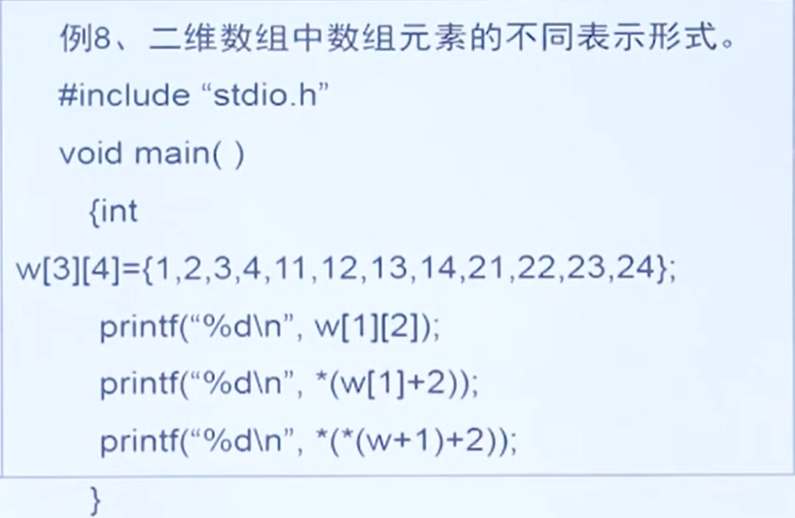 例8、二维数组中数组元素的不同表示形式。
#include “stdio.h”
void main( )
{int
w[3][4]={1,2,3,4,11,12,13,14,21,22,23,24};
printf(“%d\n”, w[1][2]);
printf(“%d\n”, *(w[1]+2));
printf(“%d\n”, *(*(w+1)+2));
}